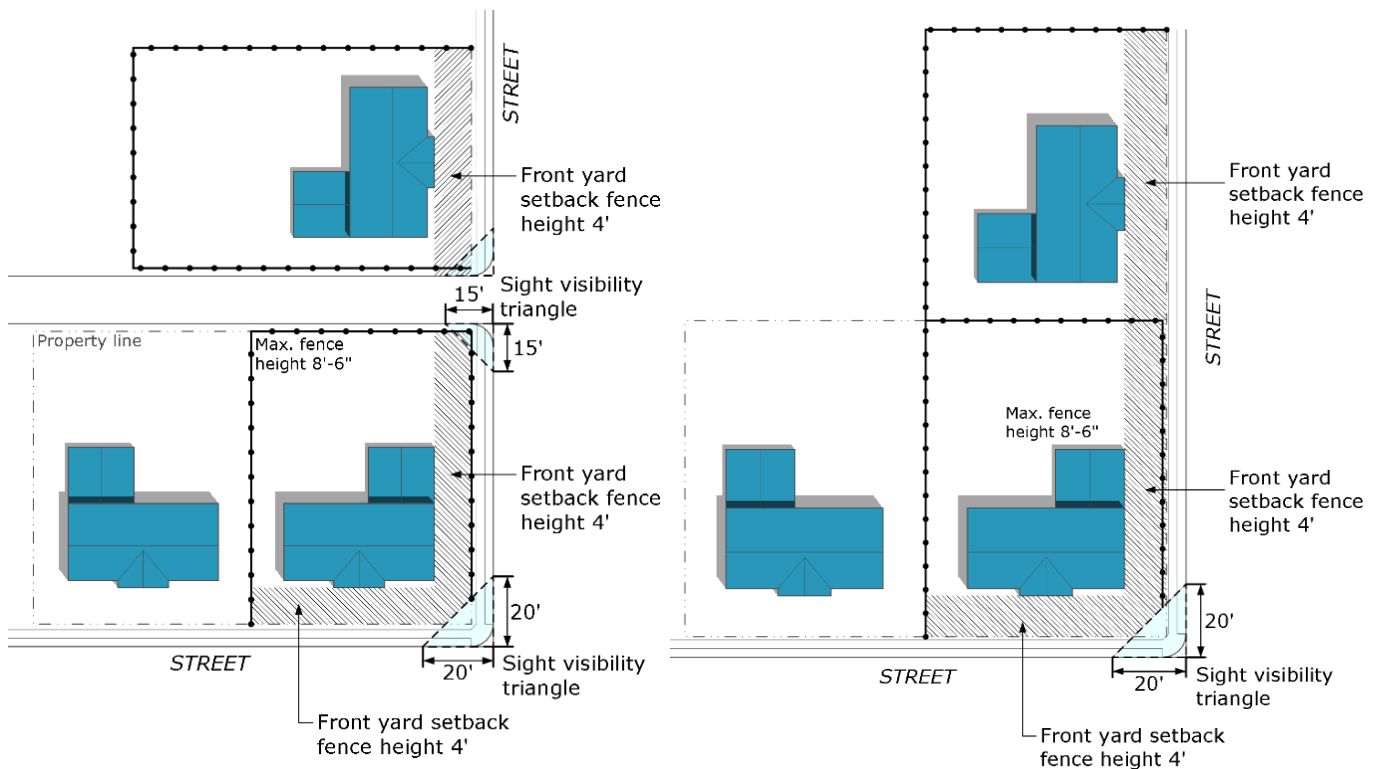 STREET
Front yard
setback fence
height 4'
Sight visibility
triangle
15'
15'
Property line
Max. fence
height 8'-6"
Front yard
setback fence
height 4'
20'
20'
STREET
Sight visibility
triangle
Front yard setback
fence height 4'
Front yard
setback fence
height 4'
STREET
Max. fence
height 8'-6"
Front yard
setback fence
height 4'
20'
20'
STREET
Sight visibility
triangle
Front yard setback
fence height 4'